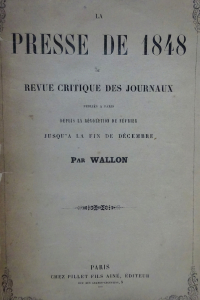 LA
PRESSE DE 1848
REVUE CRITIQUE DES JOURNAUX
PUBLIÉS A PARIS
DEPUIS LA RÉVOLUTION DE FÉVRIER
JUSQU'A LA FIN DE DÉCEMBRE
PAR WALLON
PARIS
CHEZ PILLET FILS AINÉ, ÉDITEUR